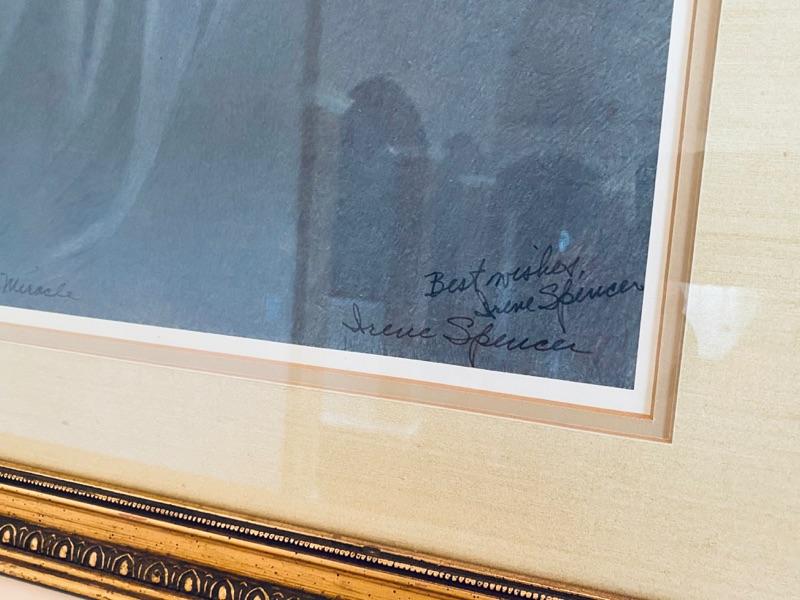 Miracle
Best wishes,
Irene Spencer
Irene Spencer